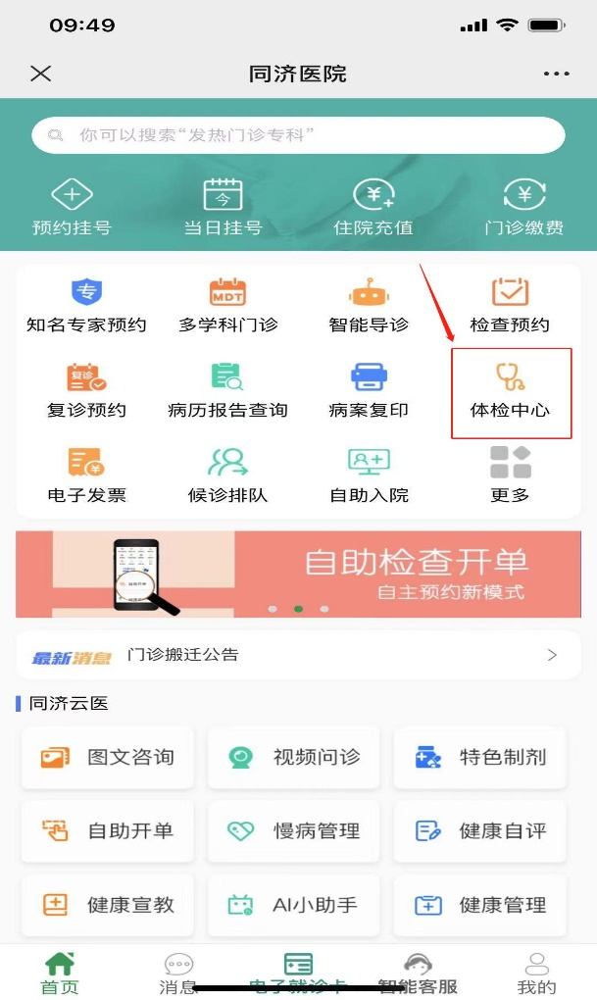 09:49
同济医院
你可以搜索“发热门诊专科”
今
预约挂号 当日挂号 住院充值 门诊缴费
专 MDT
知名专家预约 多学科门诊 智能导诊 检查预约
复诊
复诊预约 病历报告查询 病案复印 体检中心
电子发票 候诊排队 自助入院 更多
自助检查开单
自主预约新模式
最新消息 门诊搬迁公告
同济云医
图文咨询 视频问诊 特色制剂
自助开单 慢病管理 健康自评
健康宣教 AI小助手 健康管理
首页 消息 电子就诊卡 智能客服 我的